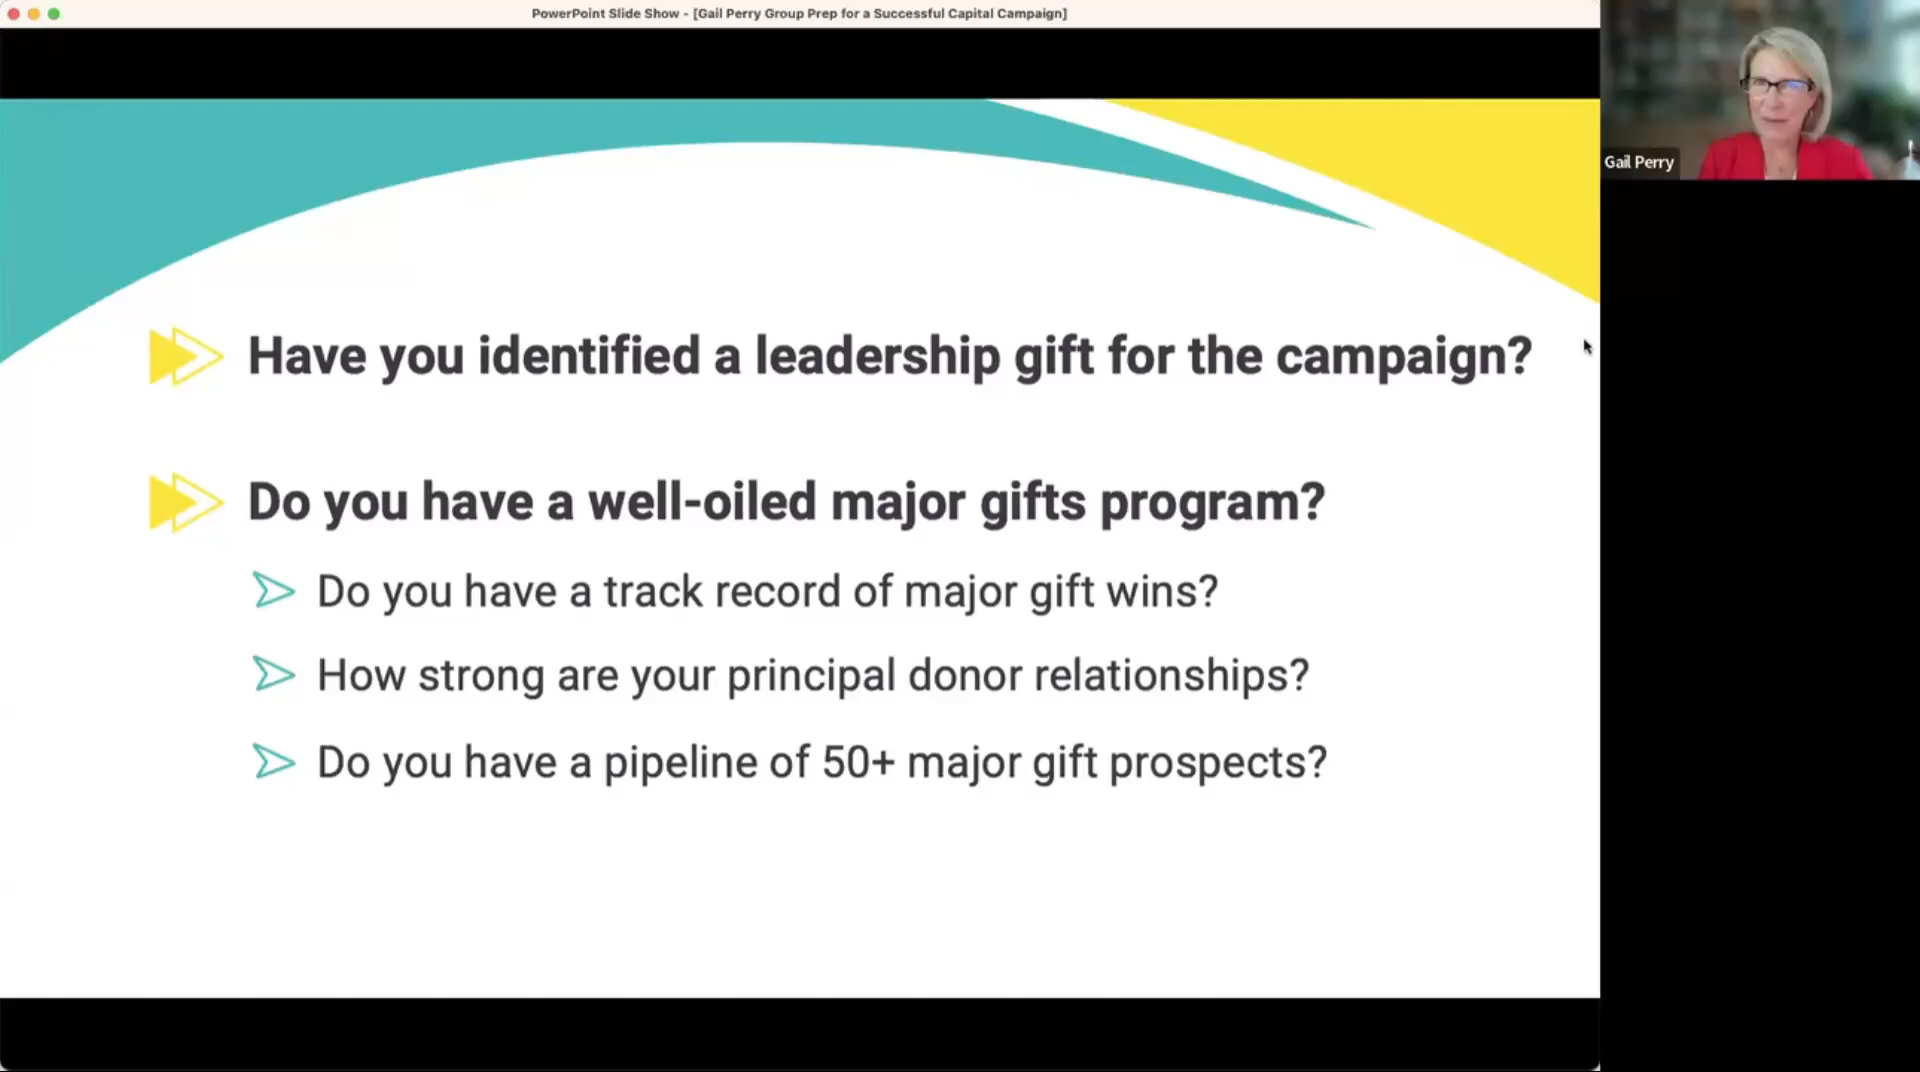 PowerPoint Slide Show - [Gail Perry Group Prep for a Successful Capital Campaign]
Gail Perry
Have you identified a leadership gift for the campaign?
Do you have a well-oiled major gifts program?
Do you have a track record of major gift wins?
How strong are your principal donor relationships?
Do you have a pipeline of 50+ major gift prospects?